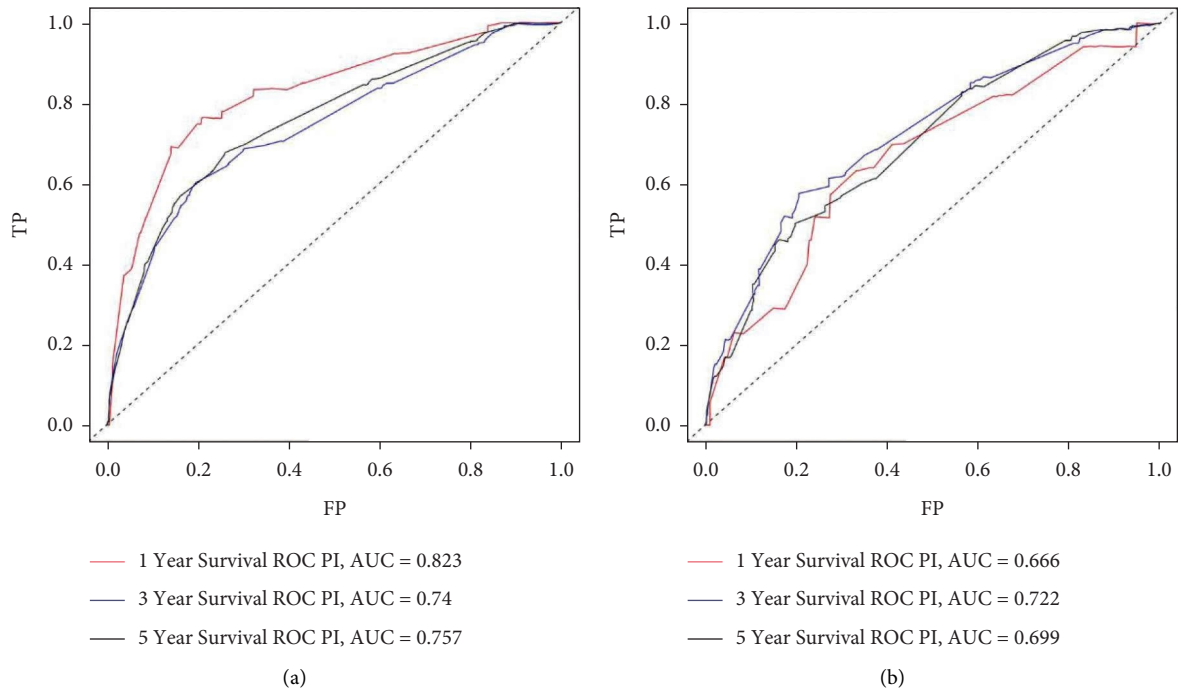 1.0
0.8
0.6
0.4
0.2
0.0
TP
0.0 0.2 0.4 0.6 0.8 1.0
FP
1 Year Survival ROC PI, AUC = 0.823
3 Year Survival ROC PI, AUC = 0.74
5 Year Survival ROC PI, AUC = 0.757
(a)
1.0
0.8
0.6
0.4
0.2
0.0
TP
0.0 0.2 0.4 0.6 0.8 1.0
FP
1 Year Survival ROC PI, AUC = 0.666
3 Year Survival ROC PI, AUC = 0.722
5 Year Survival ROC PI, AUC = 0.699
(b)